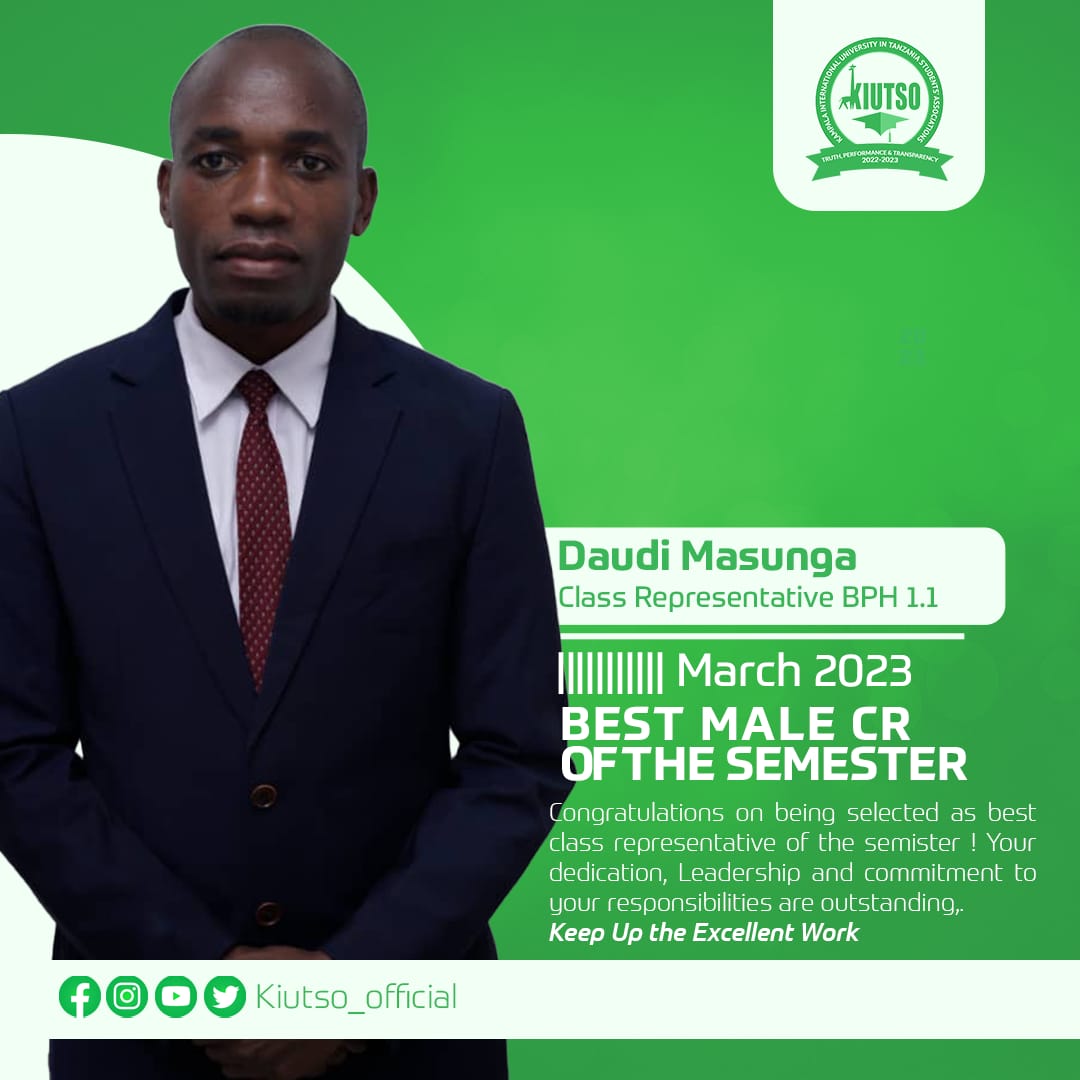 KAMPALA INTERNATIONAL UNIVERSITY IN TANZANIA STUDENTS' ASSOCIATIONS
KIUTSO
TRUTH, PERFORMANCE & TRANSPARENCY
2022-2023
Daudi Masunga
Class Representative BPH 1.1
March 2023
BEST MALE CR
OF THE SEMESTER
Congratulations on being selected as best
class representative of the semister ! Your
dedication, Leadership and commitment to
your responsibilities are outstanding,.
Keep Up the Excellent Work
Kiutso_official